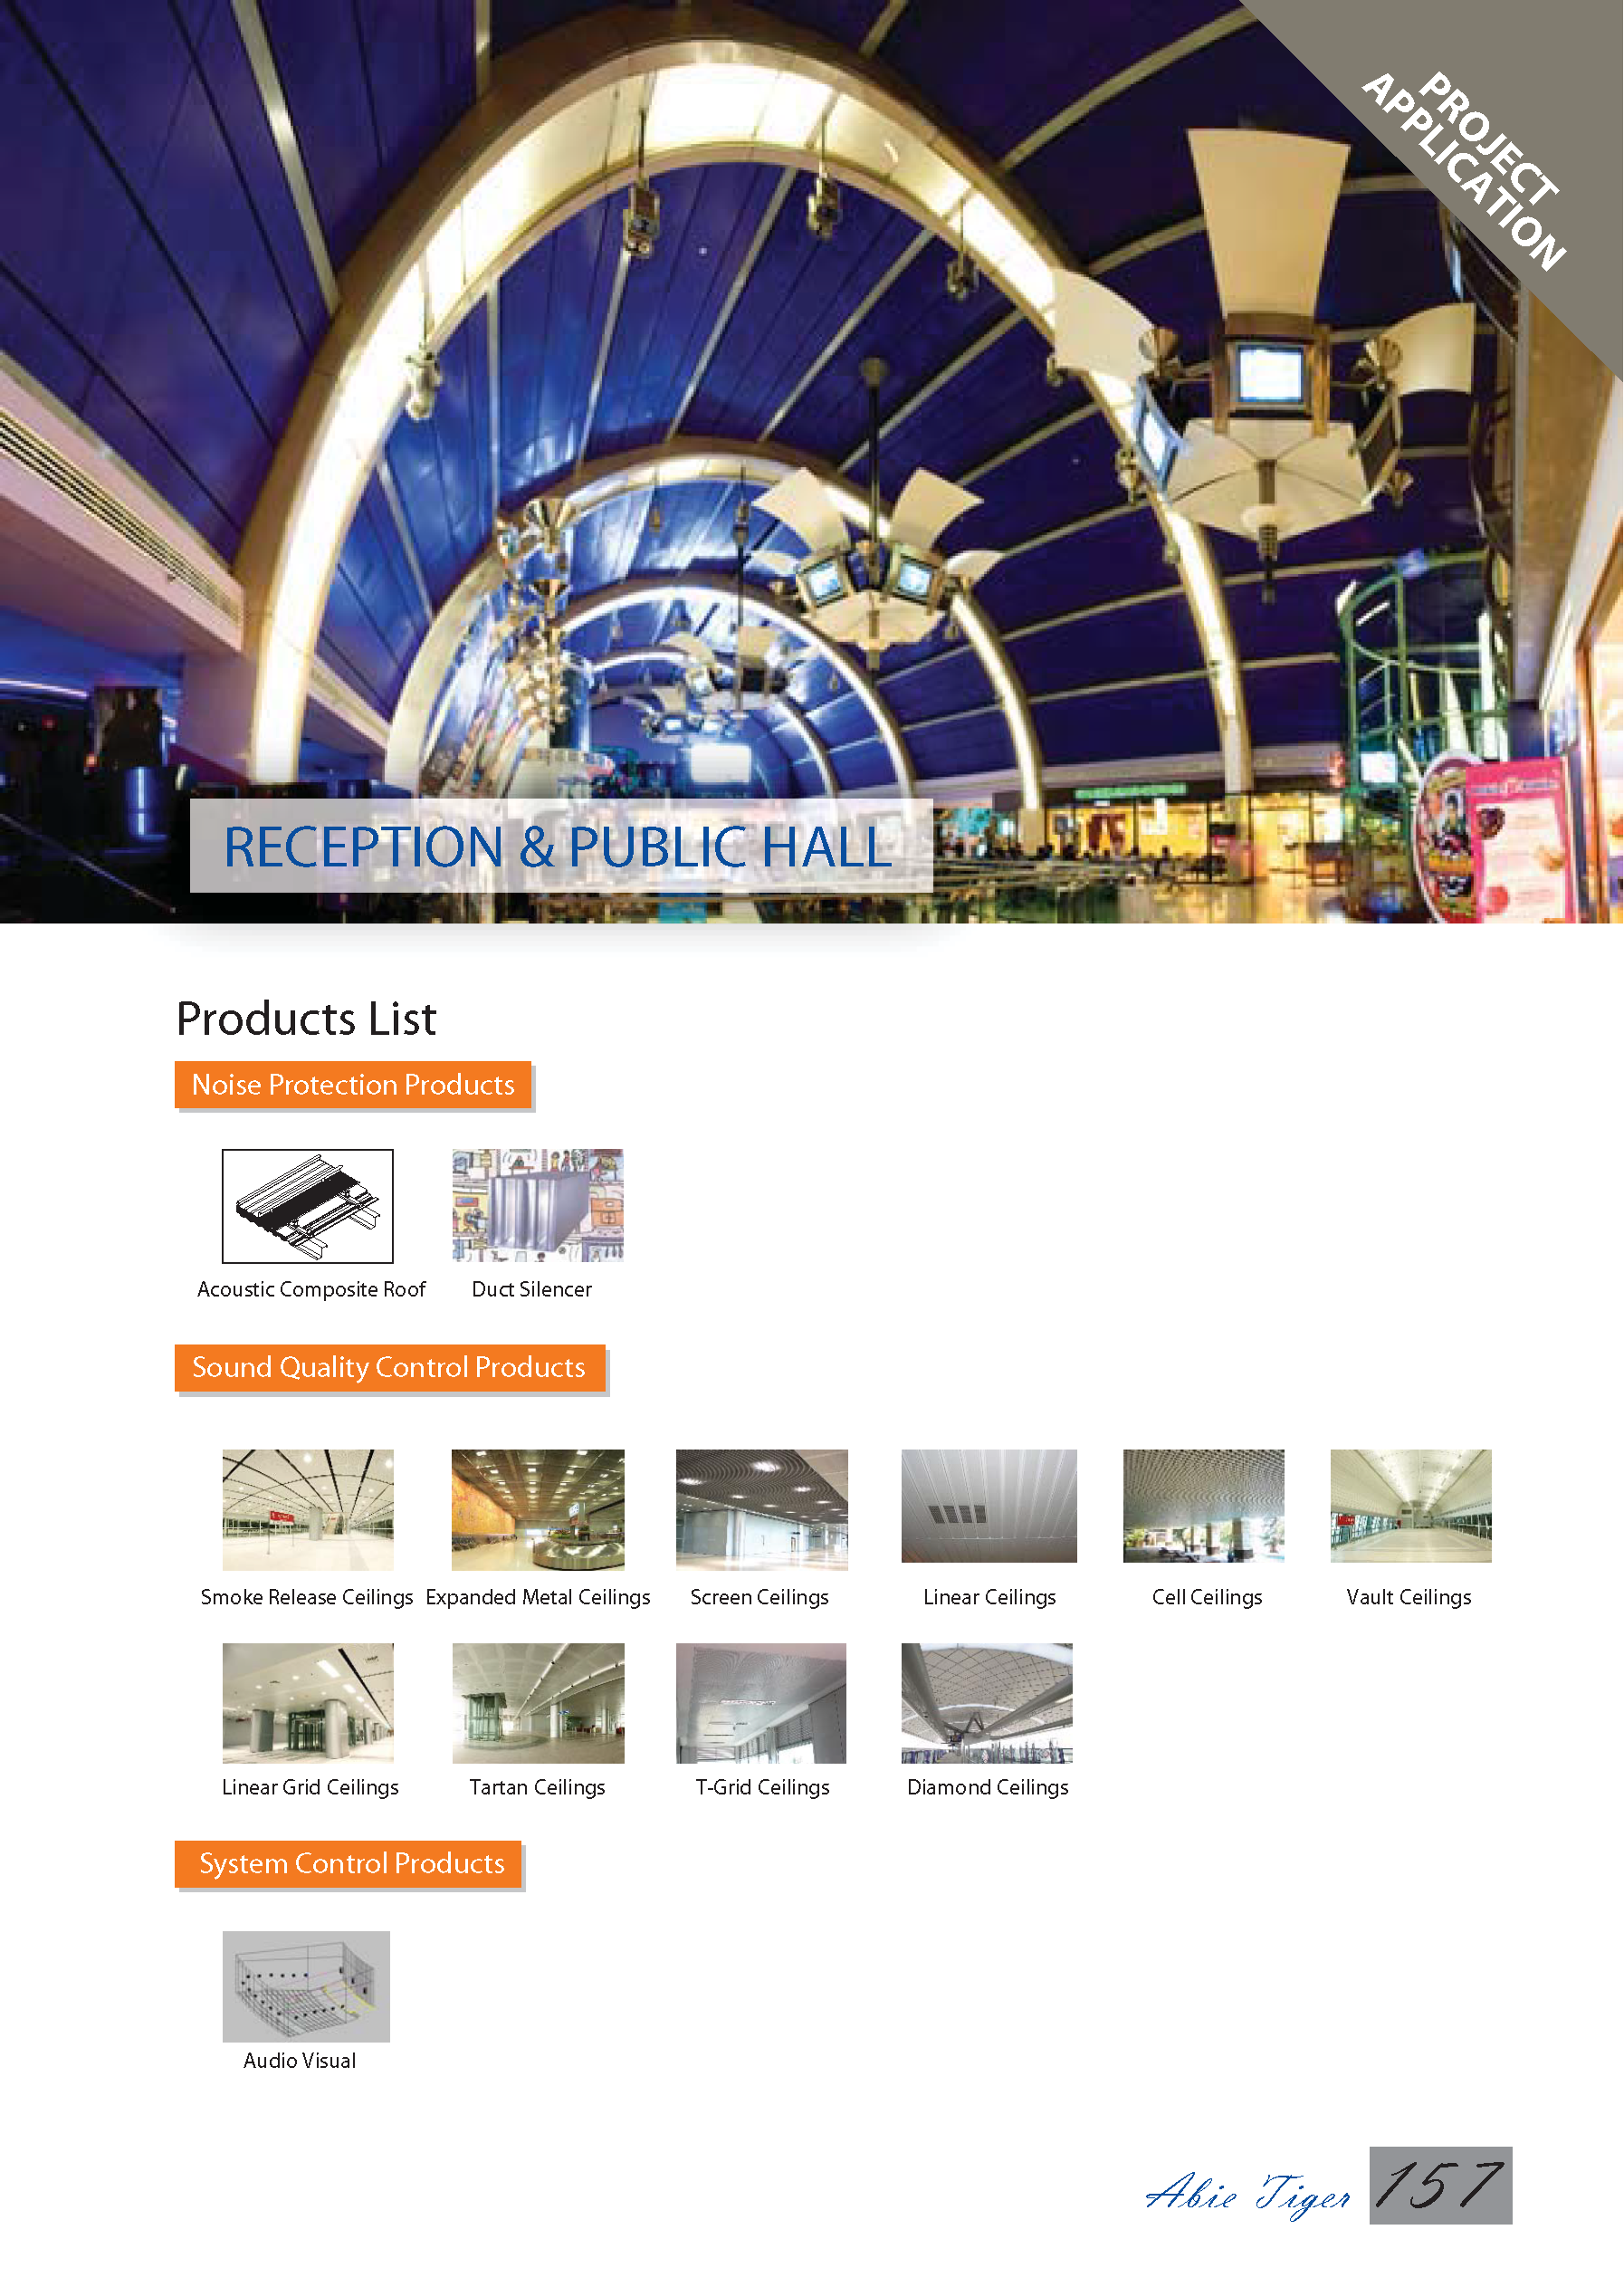 PROJECT
APPLICATION
RECEPTION & PUBLIC HALL
Products List
Noise Protection Products
Acoustic Composite Roof
Duct Silencer
Sound Quality Control Products
Smoke Release Ceilings
Expanded Metal Ceilings
Screen Ceilings
Linear Ceilings
Cell Ceilings
Vault Ceilings
Linear Grid Ceilings
Tartan Ceilings
T-Grid Ceilings
Diamond Ceilings
System Control Products
Audio Visual
Abie Tiger 157